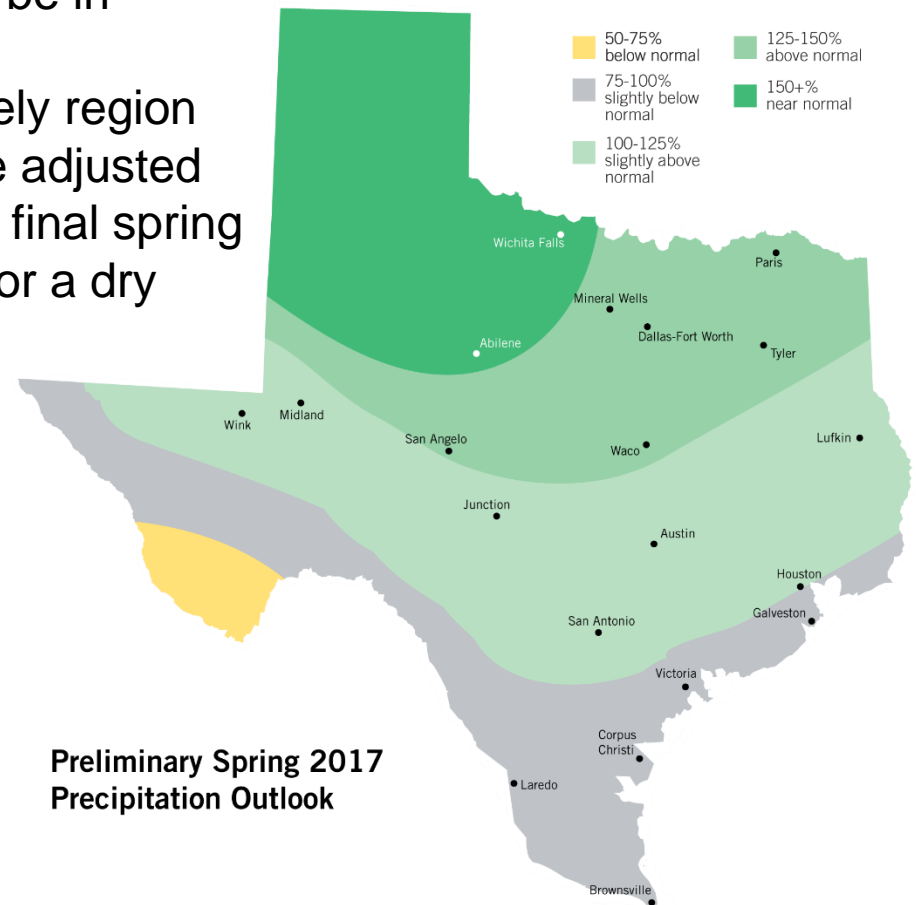 be in
ely region
e adjusted
final spring
or a dry
50-75%
below normal
75-100%
slightly below
normal
100-125%
slightly above
normal
125-150%
above normal
150+%
near normal
Wichita Falls
Paris
Mineral Wells
Dallas-Fort Worth
Abilene
Tyler
Wink
Midland
San Angelo
Waco
Lufkin
Junction
Austin
Houston
Galveston
San Antonio
Victoria
Corpus
Christi
Laredo
Brownsville
Preliminary Spring 2017
Precipitation Outlook